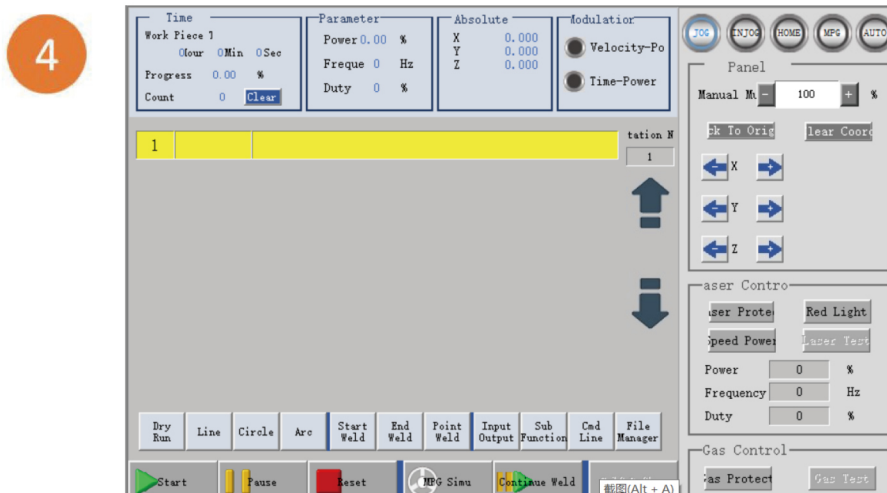 4
Time
Work Piece T
0Hour 0Min 0Sec
Progress 0.00 %
Count 0 Clear
Parameter
Power 0.00 %
Freque 0 Hz
Duty 0 %
Absolute
X 0.000
Y 0.000
Z 0.000
Modulation
Velocity-Po
Time-Power
JOG INJOG HOME MPG AUTO
Panel
Manual Mu - 100 + %
ck To Orig lear Coord
X
Y
Z
1
tation N
1
aser Contro
aser Protec Red Light
Speed Power Laser Test
Power 0 %
Frequency 0 Hz
Duty 0 %
Gas Control
as Protect Gas Test
Dry Run
Line
Circle
Arc
Start Weld
End Weld
Point Weld
Input Output
Sub Function
Cmd Line
File Manager
Start
Pause
Reset
MPG Simu
Continue Weld
截图(Alt + A)